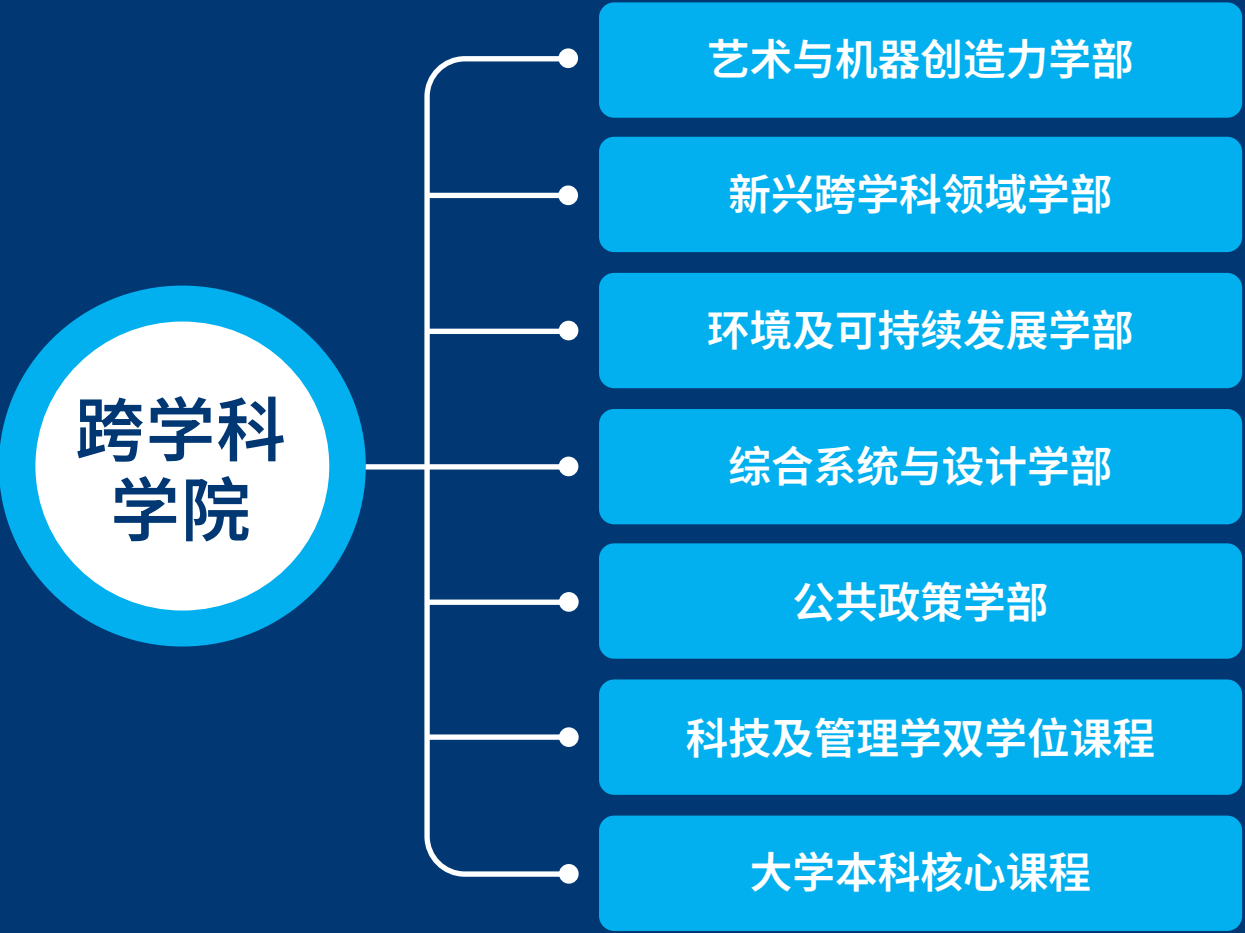 跨学科
学院
艺术与机器创造力学部
新兴跨学科领域学部
环境及可持续发展学部
综合系统与设计学部
公共政策学部
科技及管理学双学位课程
大学本科核心课程